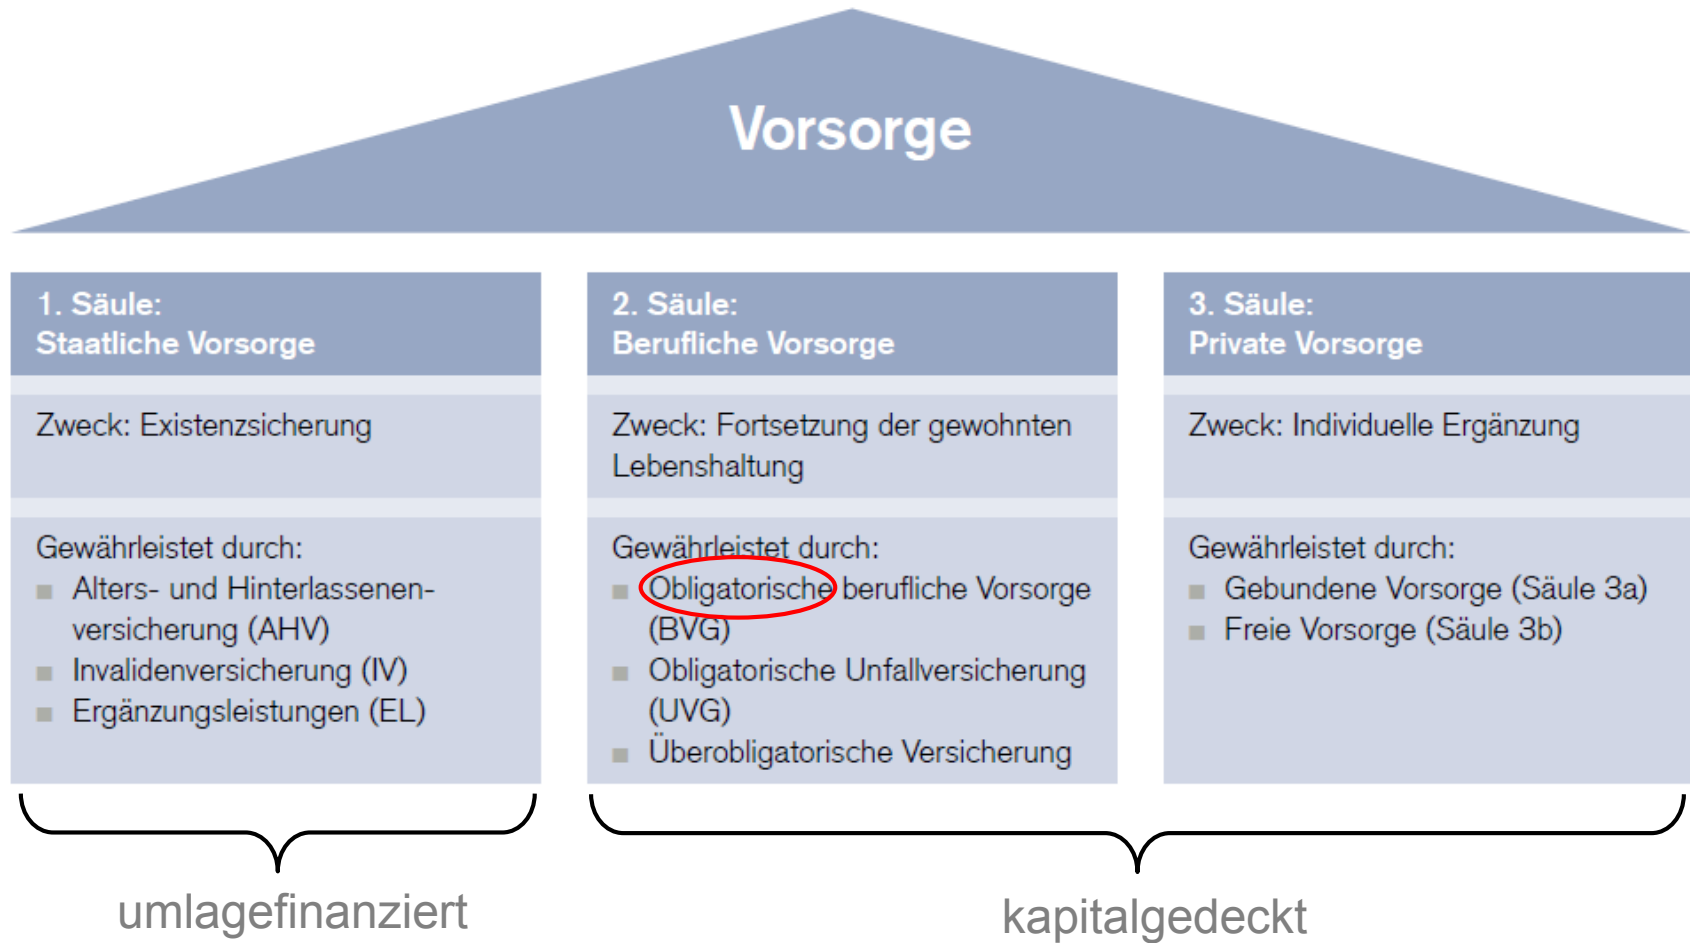 Vorsorge
1. Säule:
Staatliche Vorsorge
Zweck: Existenzsicherung
Gewährleistet durch:
Alters- und Hinterlassenen-
versicherung (AHV)
Invalidenversicherung (IV)
Ergänzungsleistungen (EL)
2. Säule:
Berufliche Vorsorge
Zweck: Fortsetzung der gewohnten
Lebenshaltung
Gewährleistet durch:
Obligatorische berufliche Vorsorge
(BVG)
Obligatorische Unfallversicherung
(UVG)
Überobligatorische Versicherung
3. Säule:
Private Vorsorge
Zweck: Individuelle Ergänzung
Gewährleistet durch:
Gebundene Vorsorge (Säule 3a)
Freie Vorsorge (Säule 3b)
umlagefinanziert
kapitalgedeckt